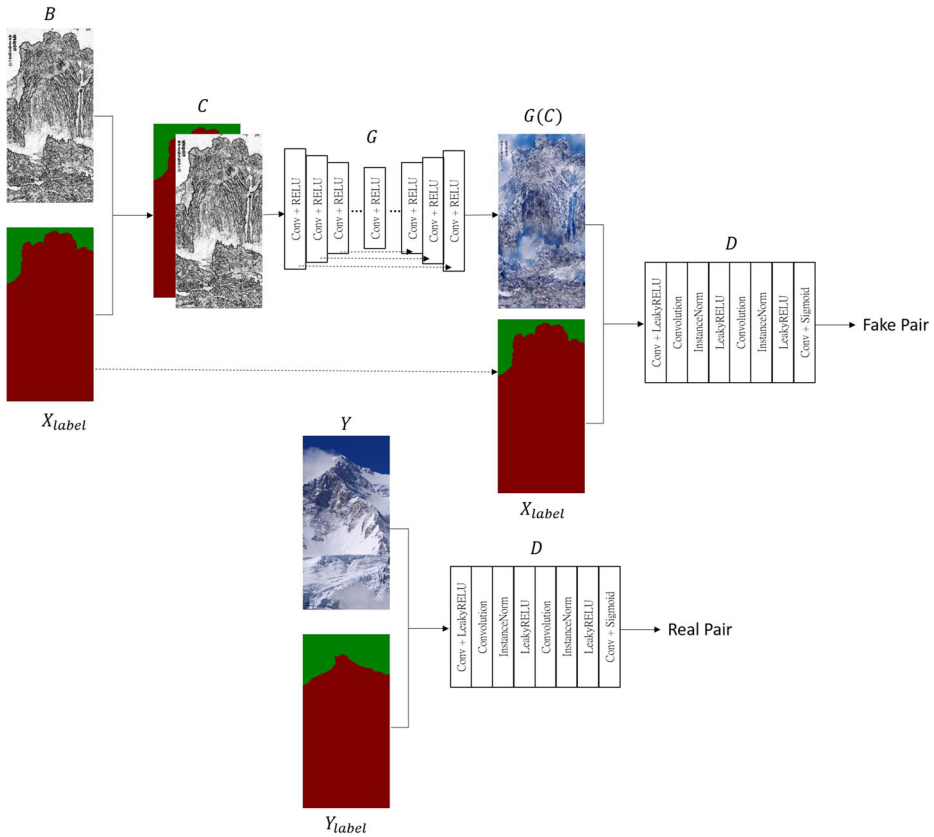 B
C
G
G(C)
Conv + RELU
Conv + RELU
Conv + RELU
...
Conv + RELU
...
Conv + RELU
Conv + RELU
Conv + RELU
D
Conv + LeakyRELU
Convolution
InstanceNorm
LeakyRELU
Convolution
InstanceNorm
LeakyRELU
Conv + Sigmoid
Fake Pair
X_label
X_label
Y
D
Conv + LeakyRELU
Convolution
InstanceNorm
LeakyRELU
Convolution
InstanceNorm
LeakyRELU
Conv + Sigmoid
Real Pair
Y_label